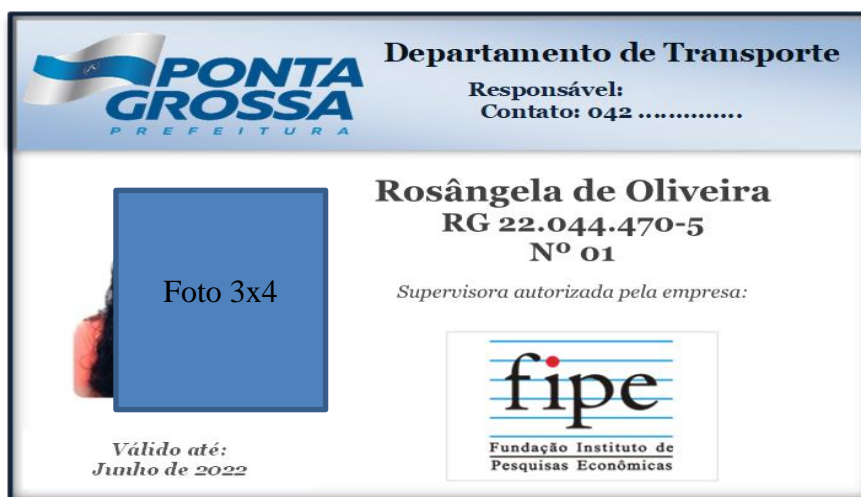 PONTA
GROSSA
PREFEITURA
Departamento de Transporte
Responsável:
Contato: 042 ..............
Rosângela de Oliveira
RG 22.044.470-5
Nº 01
Supervisora autorizada pela empresa:
Foto 3x4
fipe
Fundação Instituto de
Pesquisas Econômicas
Válido até:
Junho de 2022